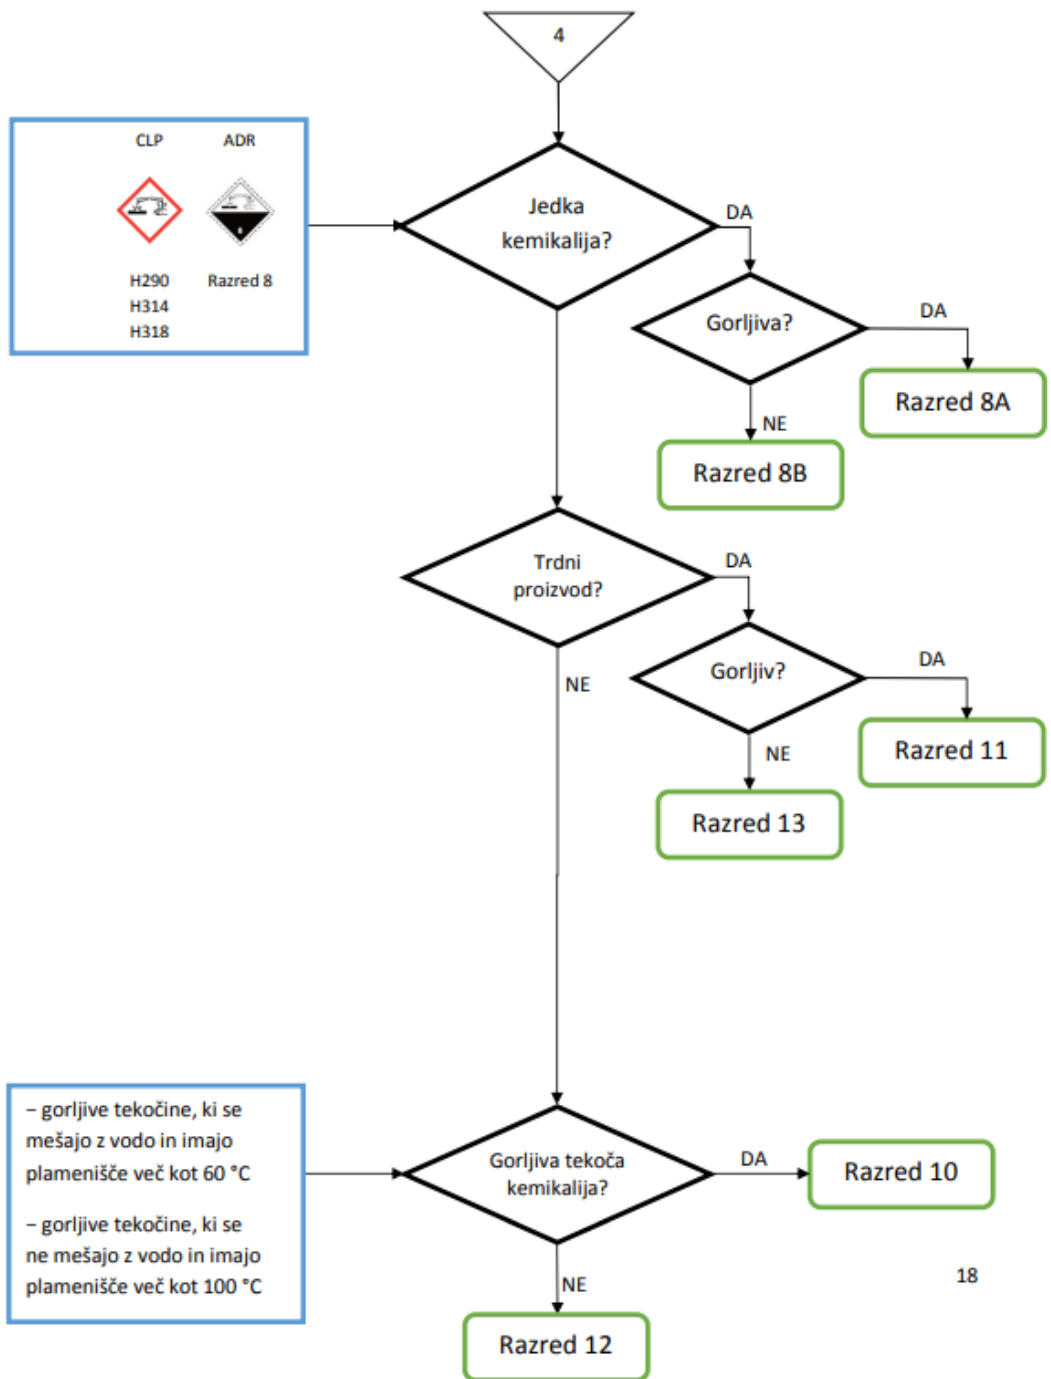 4
CLP ADR
H290 Razred 8
H314
H318
8
Jedka
kemikalija?
DA
Gorljiva?
DA
Razred 8A
NE
Razred 8B
Trdni
proizvod?
DA
NE
Gorljiv?
DA
Razred 11
NE
Razred 13
– gorljive tekočine, ki se
mešajo z vodo in imajo
plamenišče več kot 60 °C
– gorljive tekočine, ki se
ne mešajo z vodo in imajo
plamenišče več kot 100 °C
Gorljiva tekoča
kemikalija?
DA
Razred 10
NE
Razred 12
18